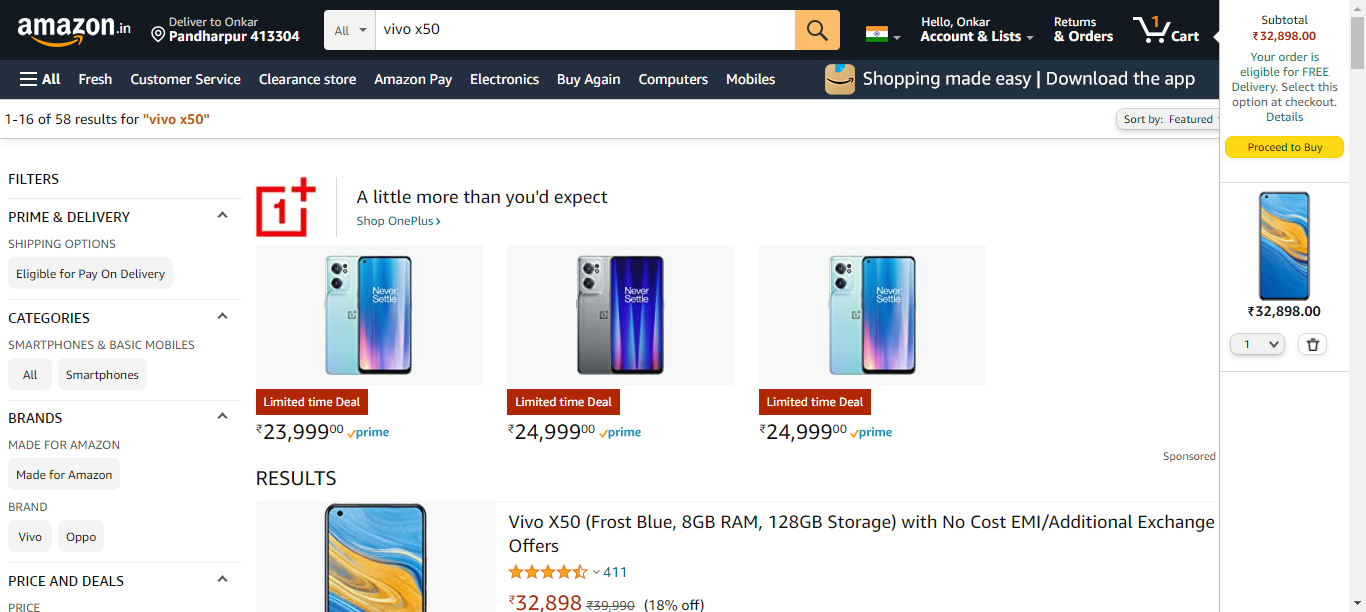 amazon.in
Deliver to Onkar
Pandharpur 413304
All
vivo x50
Hello, Onkar
Account & Lists
Returns
& Orders
1
Cart
All Fresh Customer Service Clearance store Amazon Pay Electronics Buy Again Computers Mobiles
Shopping made easy | Download the app
1-16 of 58 results for "vivo x50"
Sort by: Featured
Subtotal
₹32,898.00
Your order is
eligible for FREE
Delivery. Select this
option at checkout.
Details
Proceed to Buy
₹32,898.00
1
FILTERS
PRIME & DELIVERY
SHIPPING OPTIONS
Eligible for Pay On Delivery
CATEGORIES
SMARTPHONES & BASIC MOBILES
All Smartphones
BRANDS
MADE FOR AMAZON
Made for Amazon
BRAND
Vivo Oppo
PRICE AND DEALS
PRICE
1+
A little more than you'd expect
Shop OnePlus ›
Never
Settle
Never
Settle
Never
Settle
Limited time Deal
₹23,99900 prime
Limited time Deal
₹24,99900 prime
Limited time Deal
₹24,99900 prime
Sponsored
RESULTS
Vivo X50 (Frost Blue, 8GB RAM, 128GB Storage) with No Cost EMI/Additional Exchange
Offers
411
₹32,898 ₹39,990 (18% off)